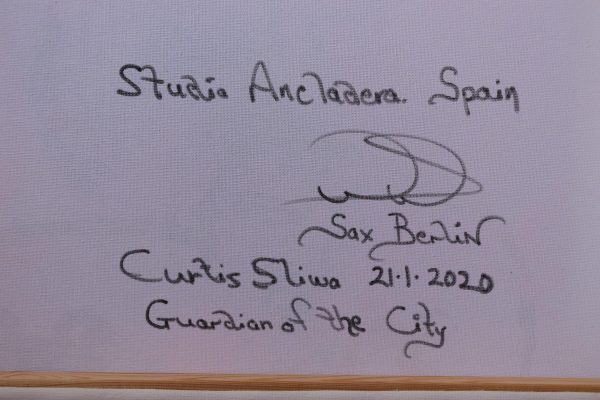 Studio Ancladera. Spain
Sax Berlin
Curtis Sliwa 21.1.2020
Guardian of the City